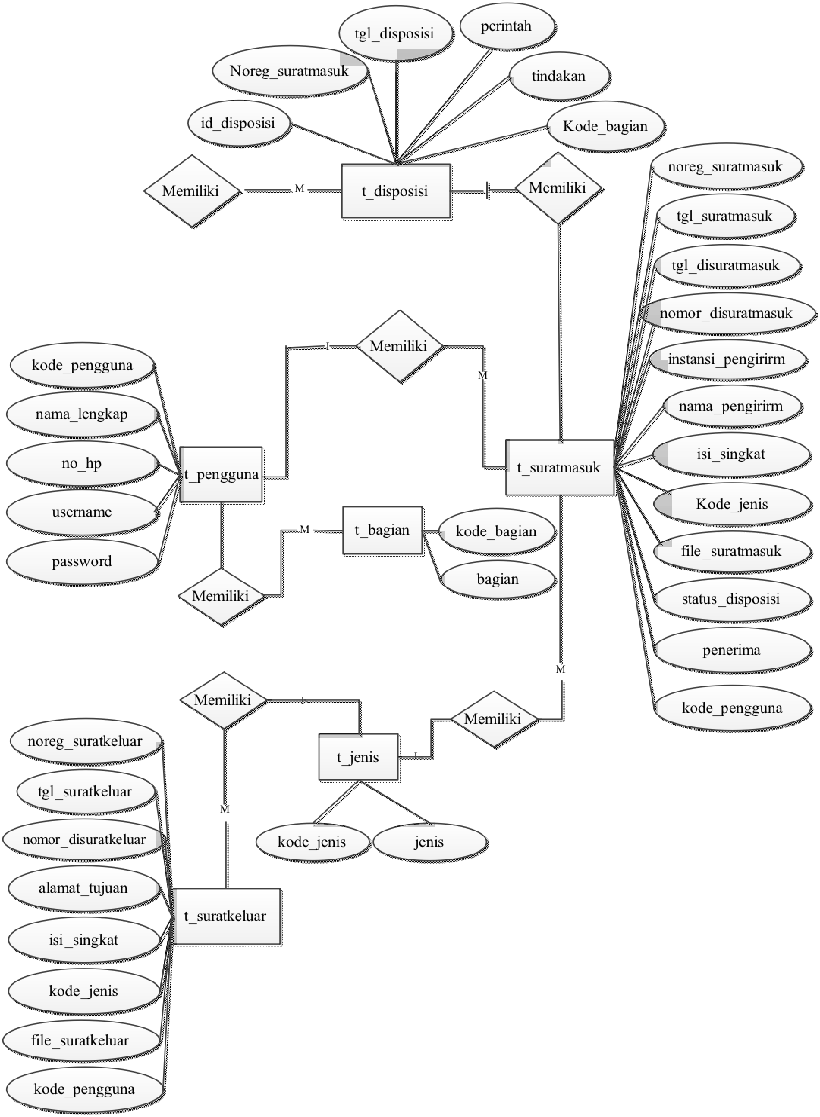 tgl_disposisi
perintah
Noreg_suratmasuk
tindakan
id_disposisi
Kode_bagian
Memiliki
M
t_disposisi
1
Memiliki
noreg_suratmasuk
tgl_suratmasuk
tgl_disuratmasuk
nomor_disuratmasuk
instansi_pengirirm
nama_pengirirm
isi_singkat
Kode_jenis
file_suratmasuk
status_disposisi
penerima
kode_pengguna
1
Memiliki
M
kode_pengguna
nama_lengkap
no_hp
username
password
t_pengguna
t_suratmasuk
M
t_bagian
kode_bagian
bagian
Memiliki
M
Memiliki
1
Memiliki
t_jenis
1
kode_jenis
jenis
M
noreg_suratkeluar
tgl_suratkeluar
nomor_disuratkeluar
alamat_tujuan
isi_singkat
kode_jenis
file_suratkeluar
kode_pengguna
t_suratkeluar